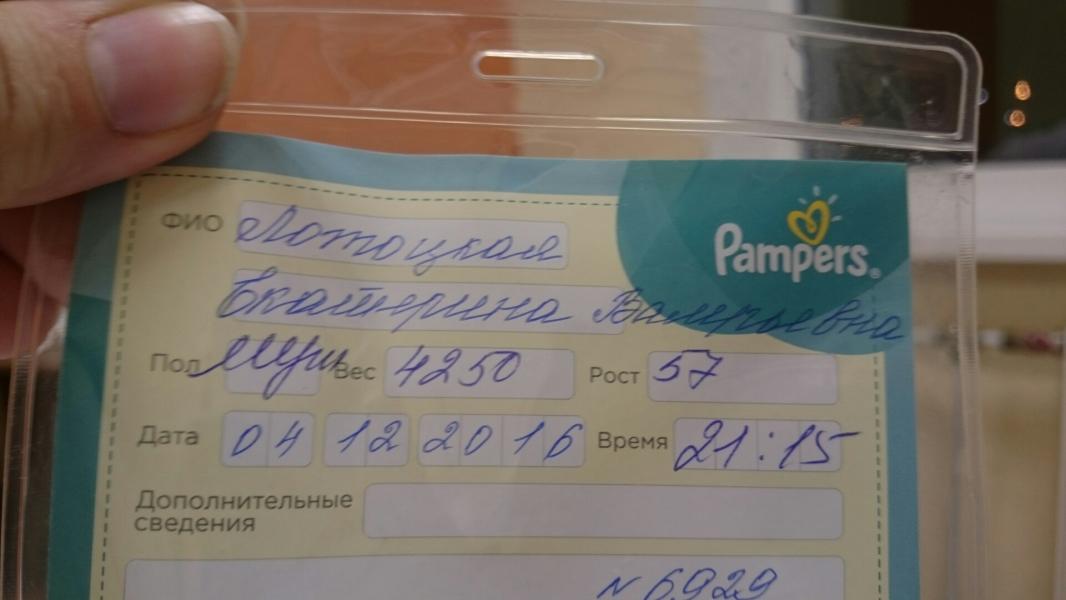 Pampers®
ФИО Лотоцкая
Екатерина Валерьевна
Пол Муж Вес 4250 Рост 57
Дата 04 12 2016 Время 21:15
Дополнительные
сведения
N 6929